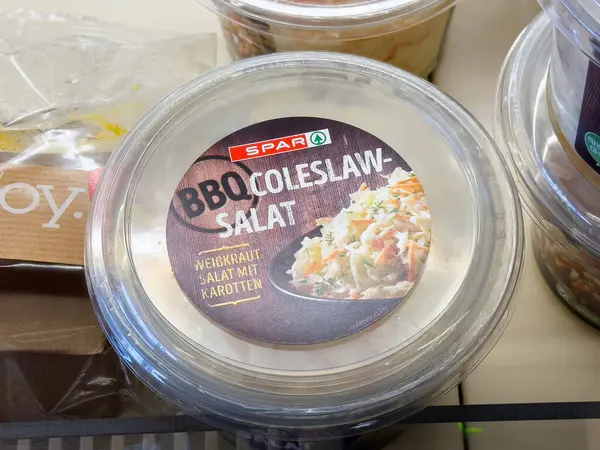 SPAR
BBQ COLESLAW-
SALAT
WEIßKRAUT
SALAT MIT
KAROTTEN
oy.